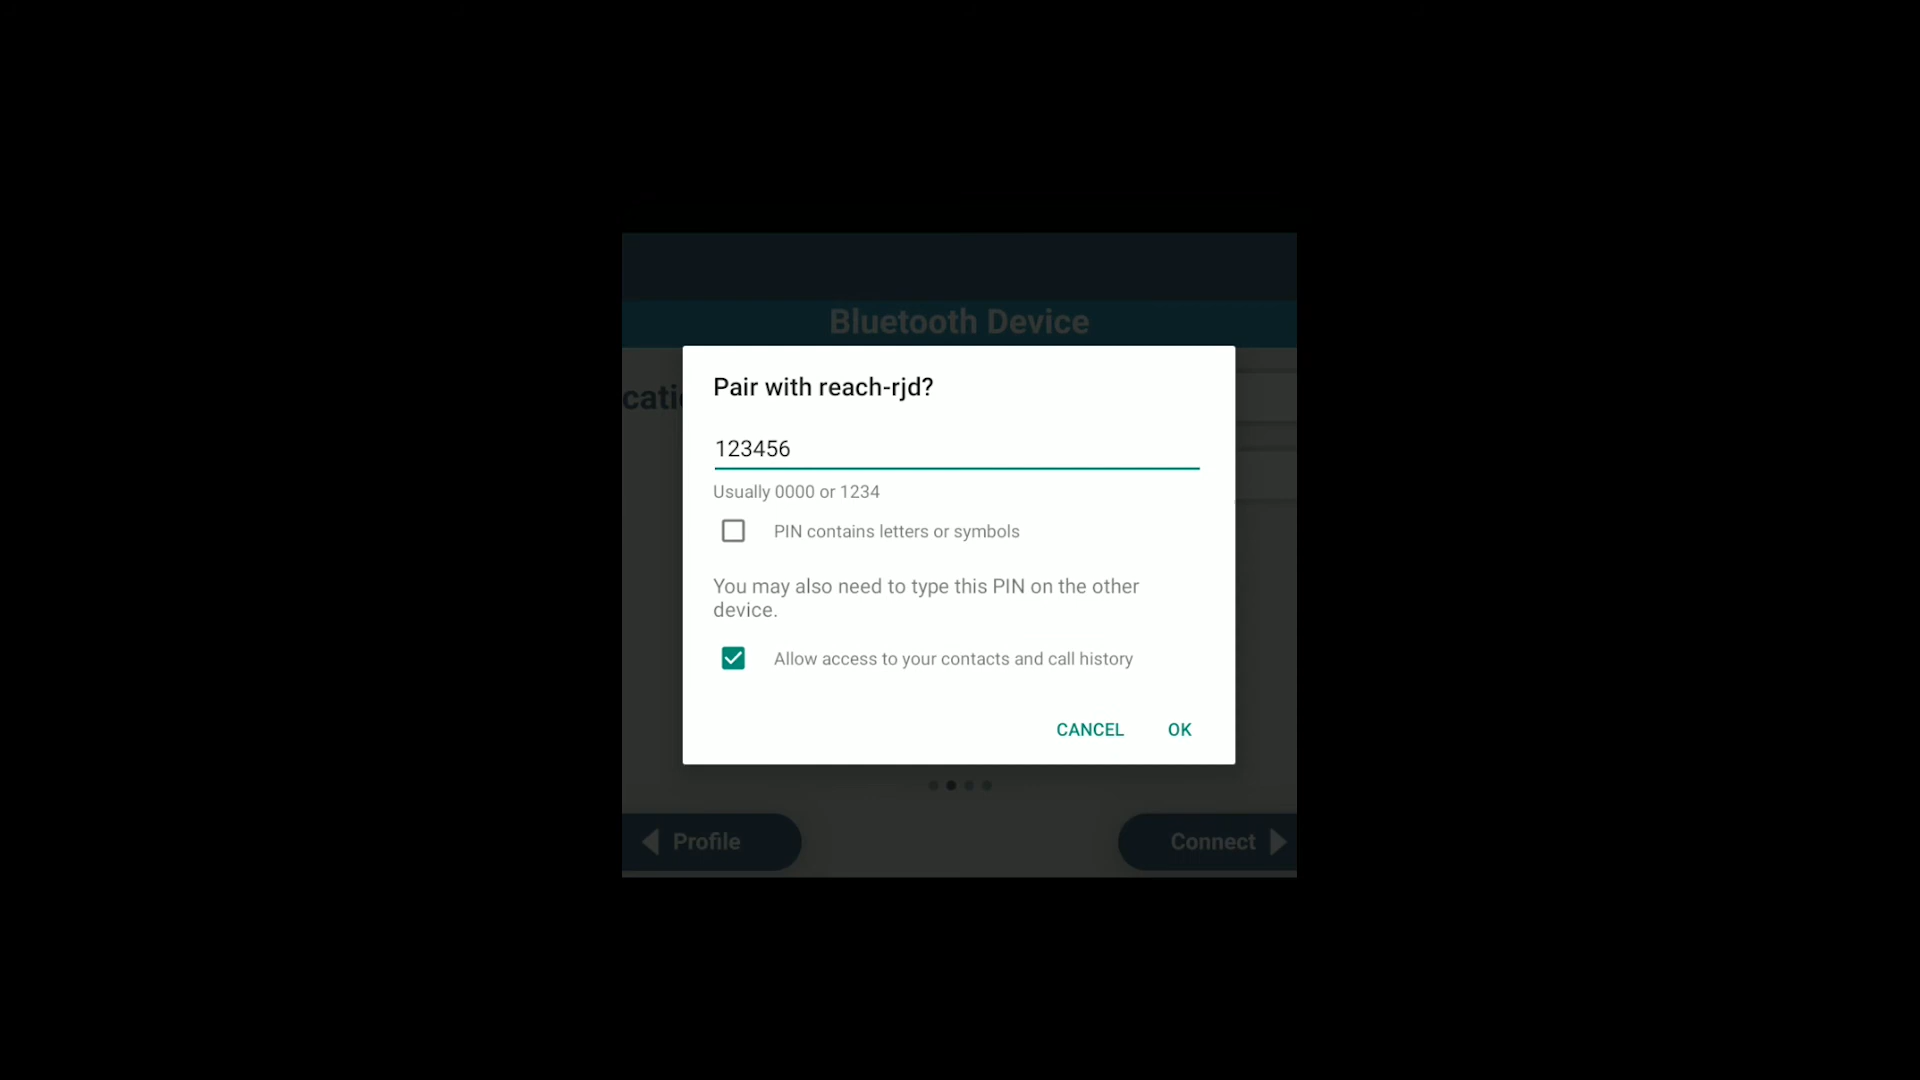 Bluetooth Device
cati
Pair with reach-rjd?
123456
Usually 0000 or 1234
PIN contains letters or symbols
You may also need to type this PIN on the other
device.
Allow access to your contacts and call history
CANCEL OK
Profile Connect